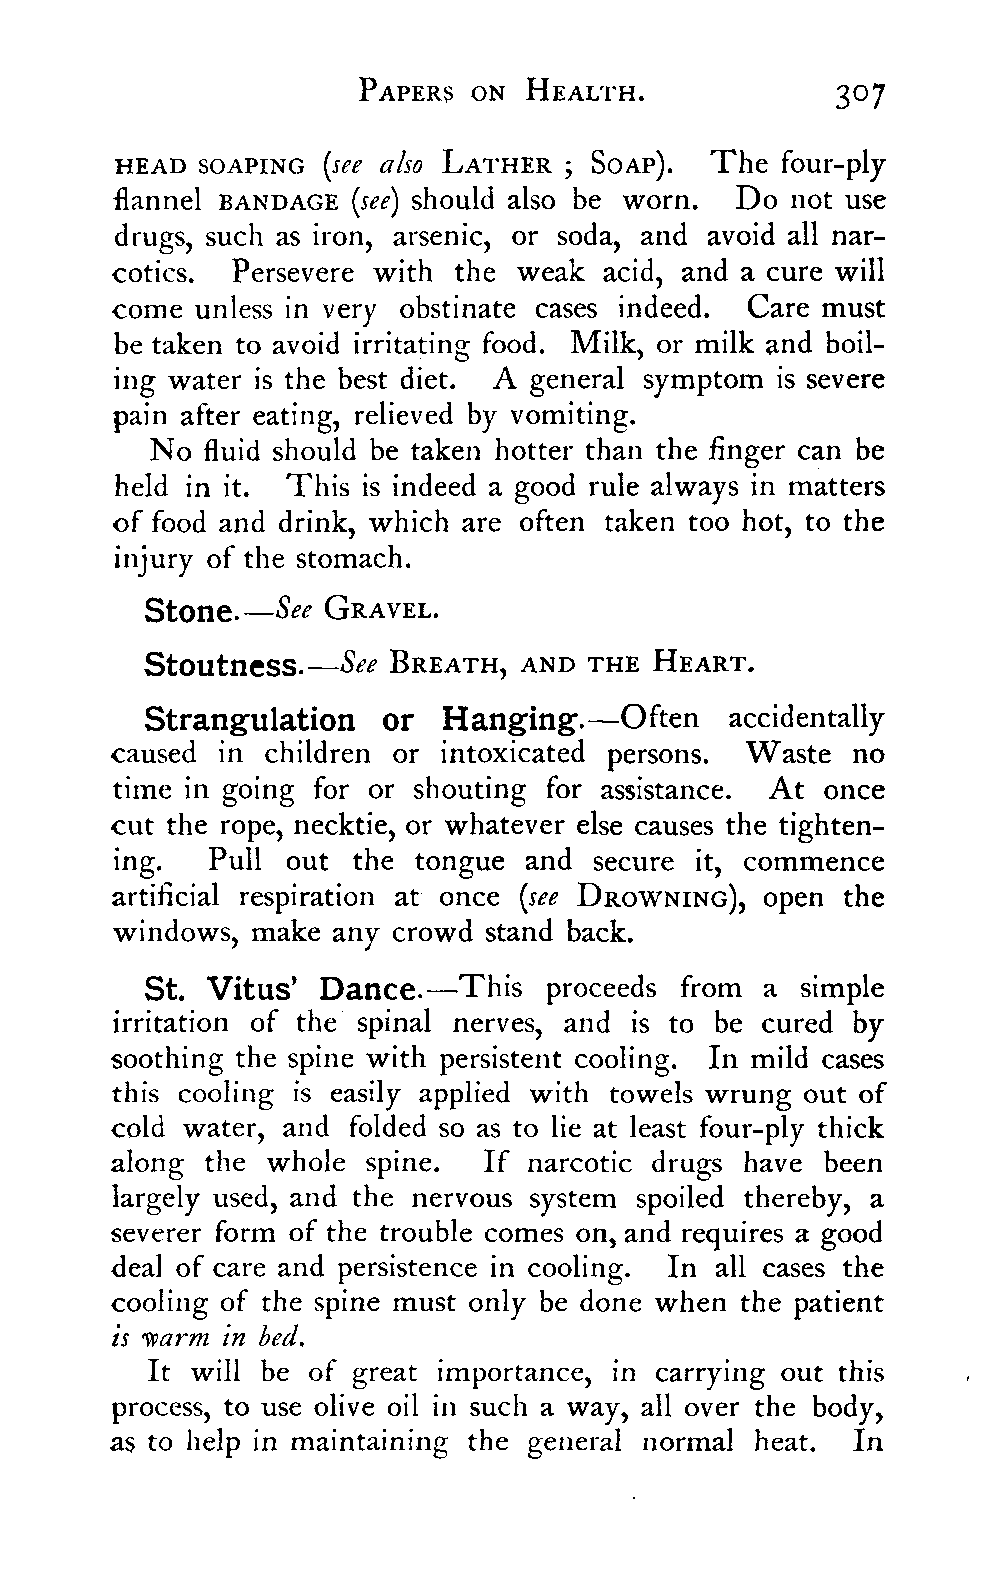 Papers on Health. 307
head soaping (see also Lather ; Soap). The four-ply
flannel bandage (see) should also be worn. Do not use
drugs, such as iron, arsenic, or soda, and avoid all nar-
cotics. Persevere with the weak acid, and a cure will
come unless in very obstinate cases indeed. Care must
be taken to avoid irritating food. Milk, or milk and boil-
ing water is the best diet. A general symptom is severe
pain after eating, relieved by vomiting.
No fluid should be taken hotter than the finger can be
held in it. This is indeed a good rule always in matters
of food and drink, which are often taken too hot, to the
injury of the stomach.
Stone.—See Gravel.
Stoutness.—See Breath, and the Heart.
Strangulation or Hanging.—Often accidentally
caused in children or intoxicated persons. Waste no
time in going for or shouting for assistance. At once
cut the rope, necktie, or whatever else causes the tighten-
ing. Pull out the tongue and secure it, commence
artificial respiration at once (see Drowning), open the
windows, make any crowd stand back.
St. Vitus' Dance.—This proceeds from a simple
irritation of the spinal nerves, and is to be cured by
soothing the spine with persistent cooling. In mild cases
this cooling is easily applied with towels wrung out of
cold water, and folded so as to lie at least four-ply thick
along the whole spine. If narcotic drugs have been
largely used, and the nervous system spoiled thereby, a
severer form of the trouble comes on, and requires a good
deal of care and persistence in cooling. In all cases the
cooling of the spine must only be done when the patient
is warm in bed.
It will be of great importance, in carrying out this
process, to use olive oil in such a way, all over the body,
as to help in maintaining the general normal heat. In